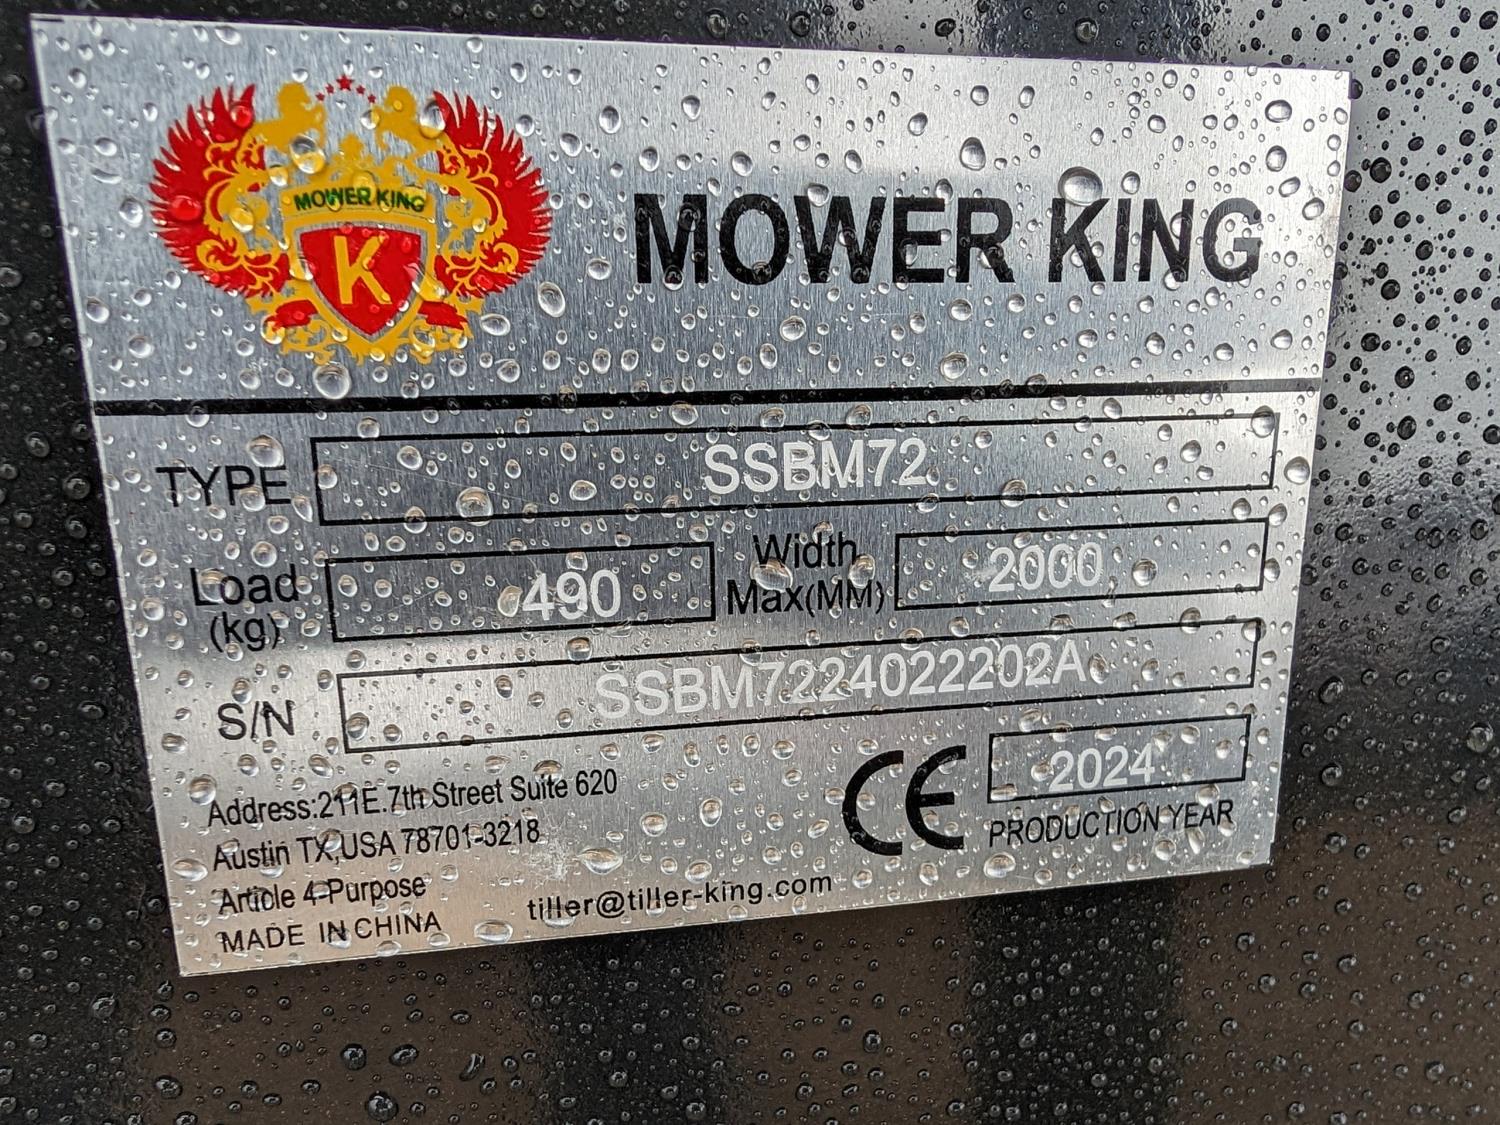 MOWER KING
K
MOWER KING
TYPE SSBM72
Load (kg) 490 Width Max(MM) 2000
S/N SSBM7224022202A
Address:211E.7th Street Suite 620
Austin TX,USA 78701-3218
Article 4-Purpose
MADE IN CHINA
tiller@tiller-king.com
CE 2024
PRODUCTION YEAR